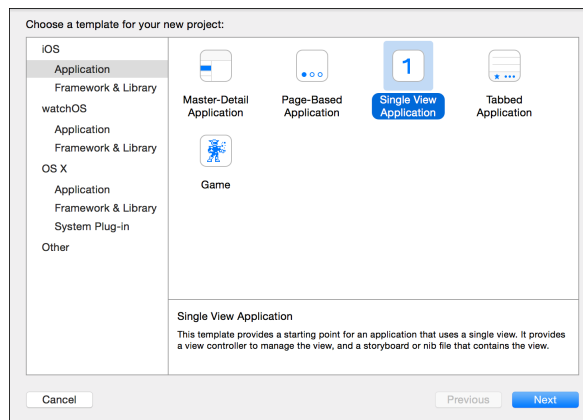 Choose a template for your new project:
iOS
Application
Framework & Library
watchOS
Application
Framework & Library
OS X
Application
Framework & Library
System Plug-in
Other
Master-Detail
Application
Page-Based
Application
1
Single View
Application
Tabbed
Application
Game
Single View Application
This template provides a starting point for an application that uses a single view. It provides
a view controller to manage the view, and a storyboard or nib file that contains the view.
Cancel
Previous
Next